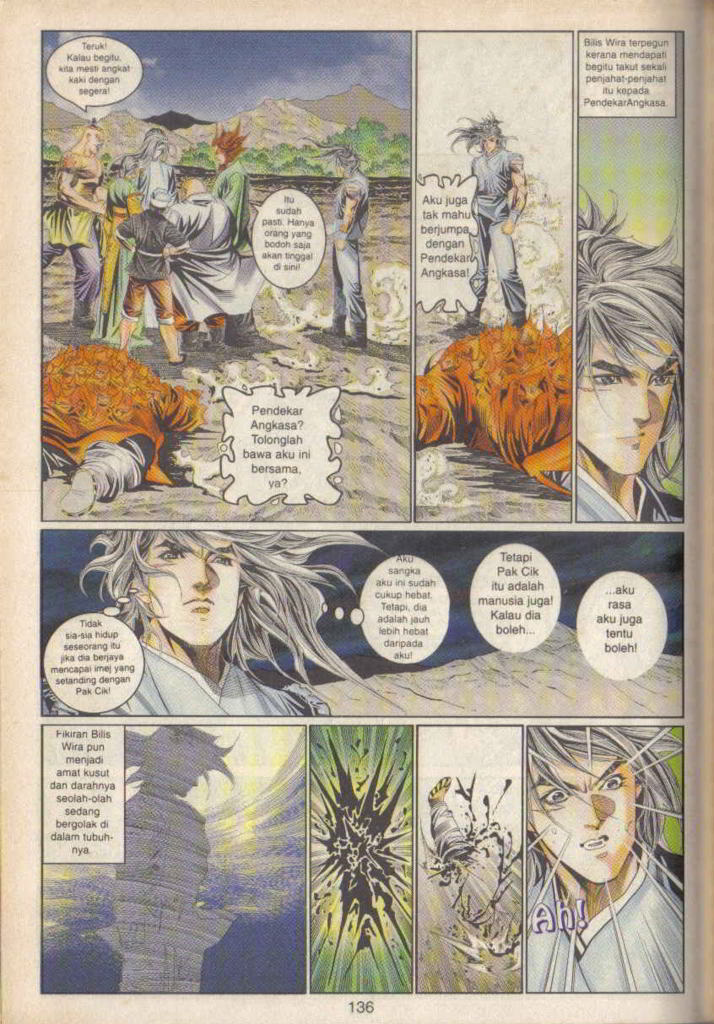 Teruk!
Kalau begitu,
kita mesti angkat
kaki dengan
segera!
Itu
sudah
pasti. Hanya
orang yang
bodoh saja
akan tinggal
di sini!
Pendekar
Angkasa?
Tolonglah
bawa aku ini
bersama,
ya?
Aku juga
tak mahu
berjumpa
dengan
Pendekar
Angkasa!
Bilis Wira terpegun
kerana mendapati
begitu takut sekali
penjahat-penjahat
itu kepada
PendekarAngkasa.
Tidak
sia-sia hidup
seseorang itu
jika dia berjaya
mencapai imej yang
setanding dengan
Pak Cik!
Aku
sangka
aku ini sudah
cukup hebat.
Tetapi, dia
adalah jauh
lebih hebat
daripada
aku!
Tetapi
Pak Cik
itu adalah
manusia juga!
Kalau dia
boleh...
...aku
rasa
aku juga
tentu
boleh!
Fikiran Bilis
Wira pun
menjadi
amat kusut
dan darahnya
seolah-olah
sedang
bergolak di
dalam tubuh-
nya.
Ah!
136